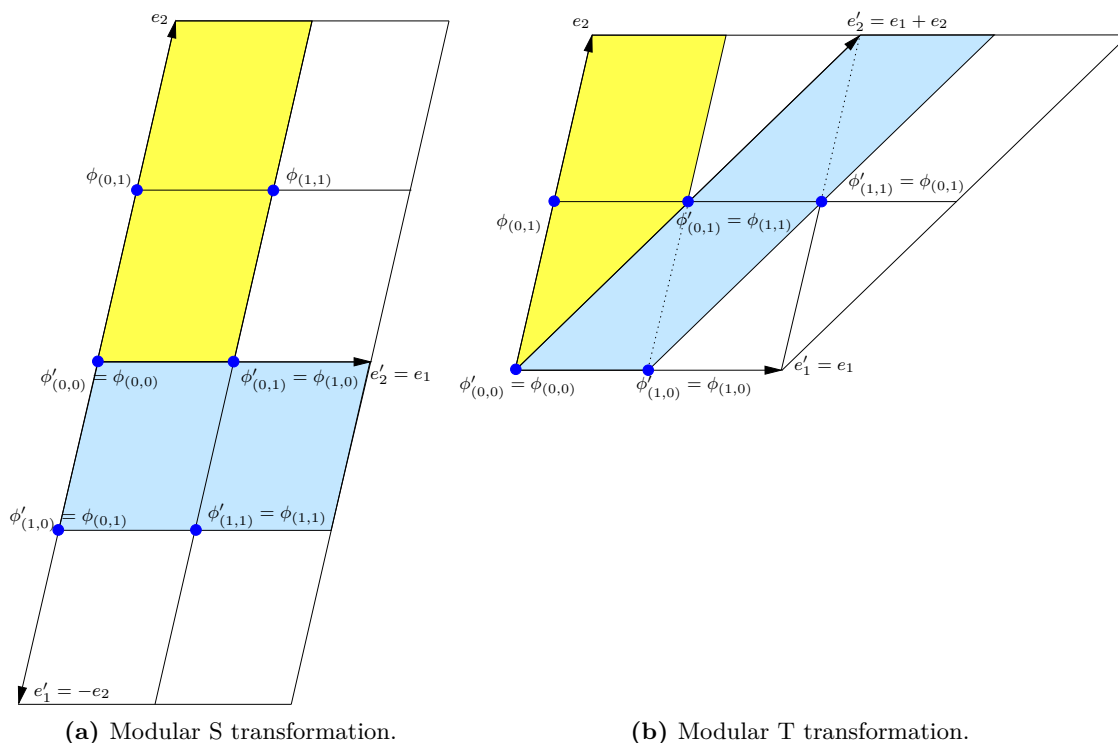 e₂
ϕ₍₀,₁₎
ϕ₍₁,₁₎
ϕ′₍₀,₀₎ = ϕ₍₀,₀₎
ϕ′₍₀,₁₎ = ϕ₍₁,₀₎
e′₂ = e₁
ϕ′₍₁,₀₎ = ϕ₍₀,₁₎
ϕ′₍₁,₁₎ = ϕ₍₁,₁₎
e′₁ = −e₂
(a) Modular S transformation.
e₂
e′₂ = e₁ + e₂
ϕ₍₀,₁₎
ϕ′₍₀,₁₎ = ϕ₍₁,₁₎
ϕ′₍₁,₁₎ = ϕ₍₀,₁₎
ϕ′₍₀,₀₎ = ϕ₍₀,₀₎
ϕ′₍₁,₀₎ = ϕ₍₁,₀₎
e′₁ = e₁
(b) Modular T transformation.